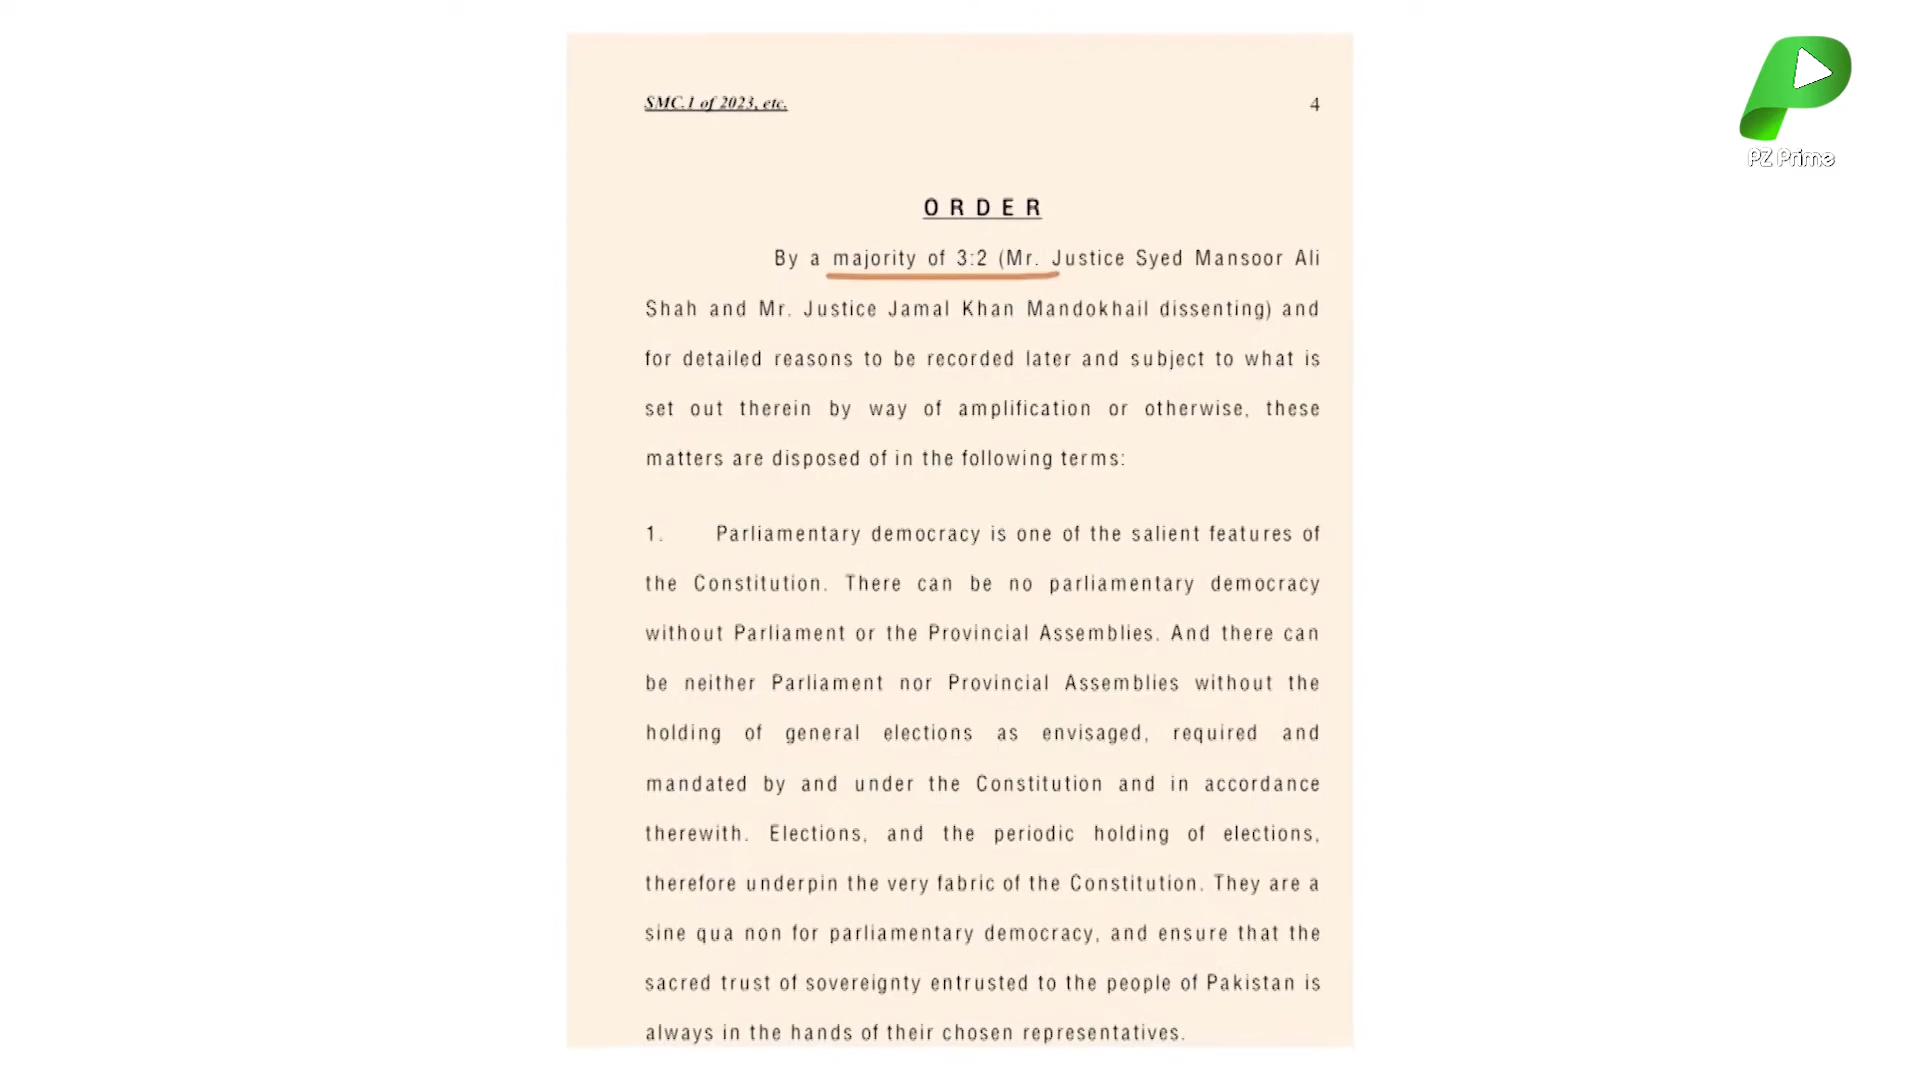 SMC.1 of 2023, etc.
4
PZ Prime
ORDER
By a majority of 3:2 (Mr. Justice Syed Mansoor Ali
Shah and Mr. Justice Jamal Khan Mandokhail dissenting) and
for detailed reasons to be recorded later and subject to what is
set out therein by way of amplification or otherwise, these
matters are disposed of in the following terms:
1. Parliamentary democracy is one of the salient features of
the Constitution. There can be no parliamentary democracy
without Parliament or the Provincial Assemblies. And there can
be neither Parliament nor Provincial Assemblies without the
holding of general elections as envisaged, required and
mandated by and under the Constitution and in accordance
therewith. Elections, and the periodic holding of elections,
therefore underpin the very fabric of the Constitution. They are a
sine qua non for parliamentary democracy, and ensure that the
sacred trust of sovereignty entrusted to the people of Pakistan is
always in the hands of their chosen representatives.